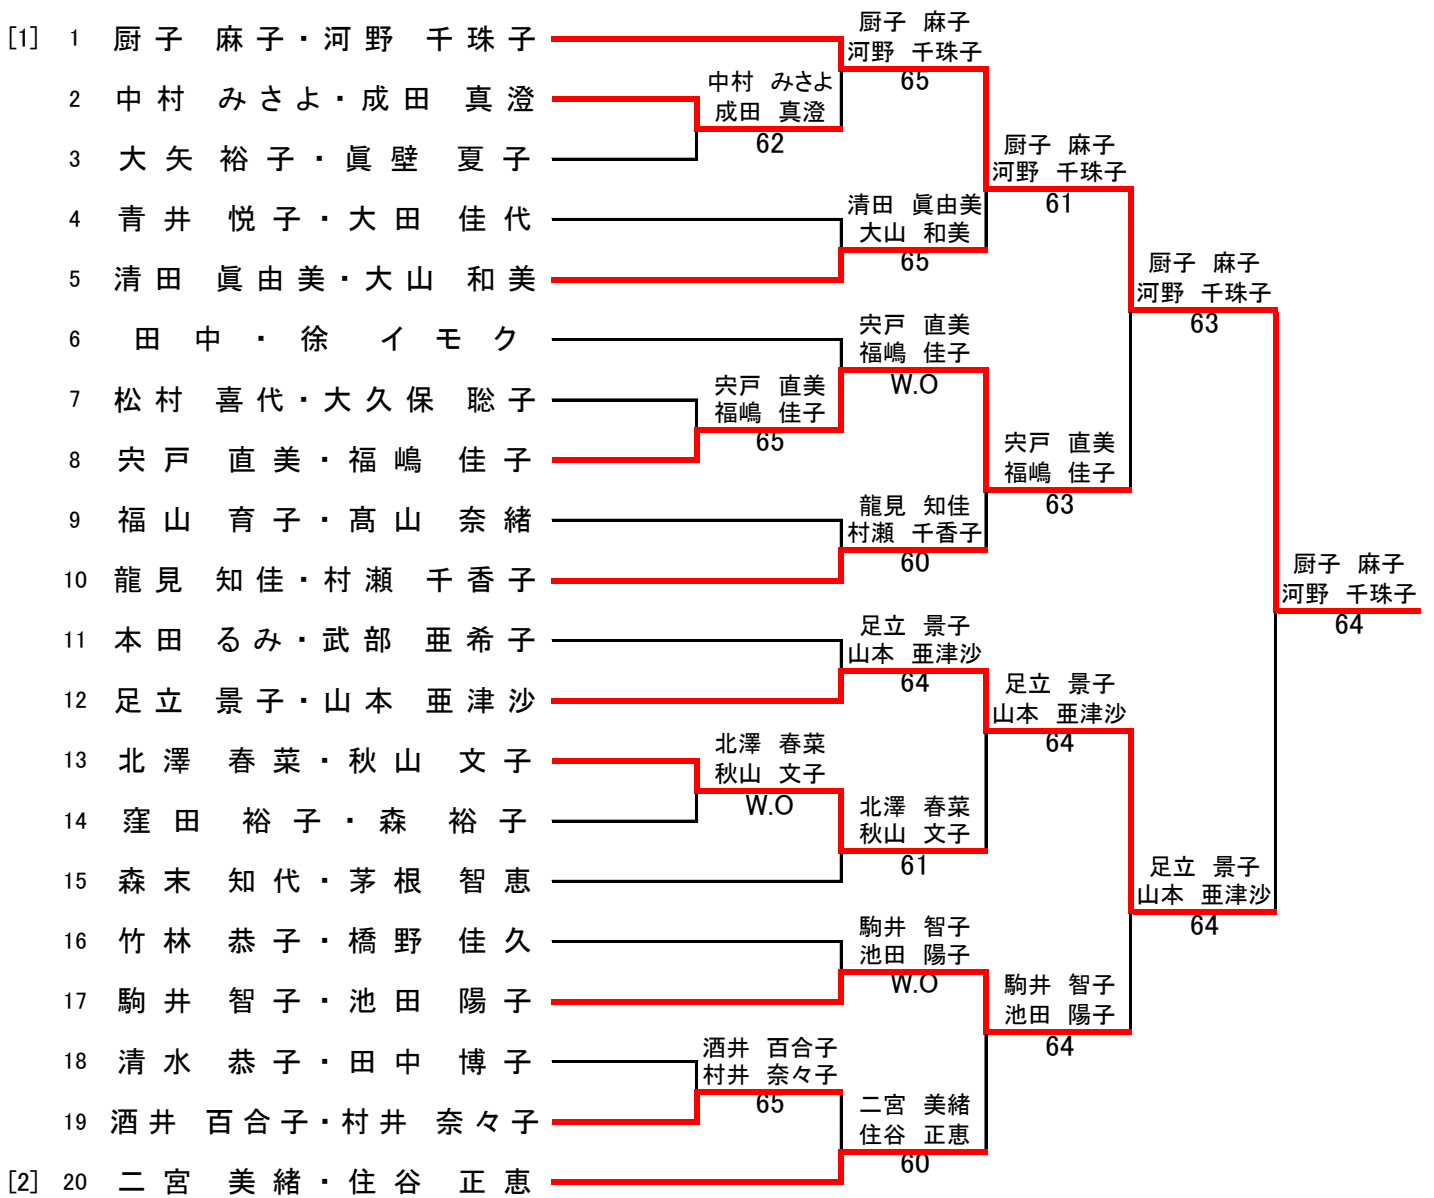 [1] 1 厨子 麻子・河野 千珠子
2 中村 みさよ・成田 真澄
3 大矢 裕子・眞壁 夏子
4 青井 悦子・大田 佳代
5 清田 眞由美・大山 和美
6 田中・徐 イモク
7 松村 喜代・大久保 聡子
8 宍戸 直美・福嶋 佳子
9 福山 育子・髙山 奈緒
10 龍見 知佳・村瀬 千香子
11 本田 るみ・武部 亜希子
12 足立 景子・山本 亜津沙
13 北澤 春菜・秋山 文子
14 窪田 裕子・森 裕子
15 森末 知代・茅根 智恵
16 竹林 恭子・橋野 佳久
17 駒井 智子・池田 陽子
18 清水 恭子・田中 博子
19 酒井 百合子・村井 奈々子
[2] 20 二宮 美緒・住谷 正恵
中村 みさよ
成田 真澄
62
宍戸 直美
福嶋 佳子
65
北澤 春菜
秋山 文子
W.O
酒井 百合子
村井 奈々子
65
厨子 麻子
河野 千珠子
65
清田 眞由美
大山 和美
65
宍戸 直美
福嶋 佳子
W.O
龍見 知佳
村瀬 千香子
60
足立 景子
山本 亜津沙
64
北澤 春菜
秋山 文子
61
駒井 智子
池田 陽子
W.O
二宮 美緒
住谷 正恵
60
厨子 麻子
河野 千珠子
61
宍戸 直美
福嶋 佳子
63
足立 景子
山本 亜津沙
64
駒井 智子
池田 陽子
64
厨子 麻子
河野 千珠子
63
足立 景子
山本 亜津沙
64
厨子 麻子
河野 千珠子
64